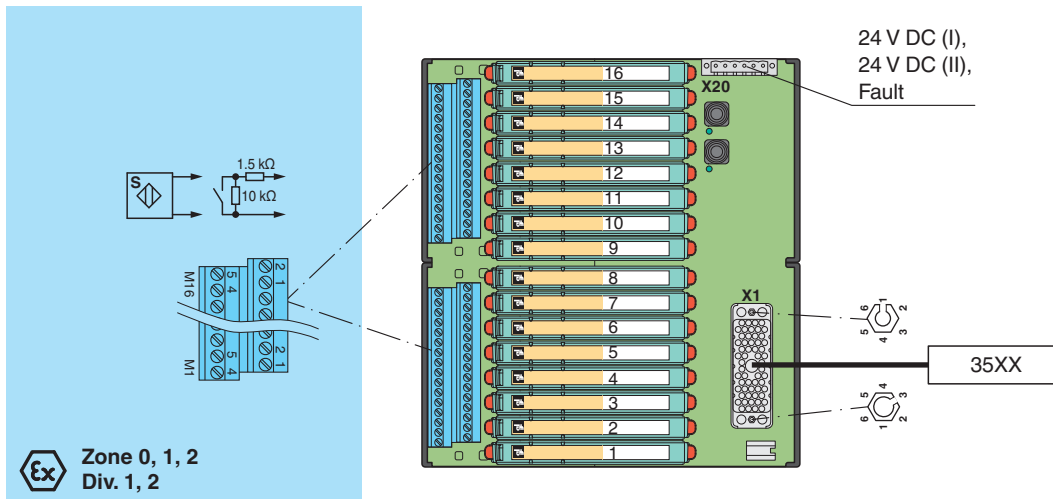 24 V DC (I),
24 V DC (II),
Fault
X20
16
15
14
13
12
11
10
9
8
7
6
5
4
3
2
1
S
1.5 kΩ
10 kΩ
M16
5 4
2 1
M1
5 4
2 1
X1
6 1 2
5 4 3
35XX
5 4 3
6 1 2
Ex
Zone 0, 1, 2
Div. 1, 2